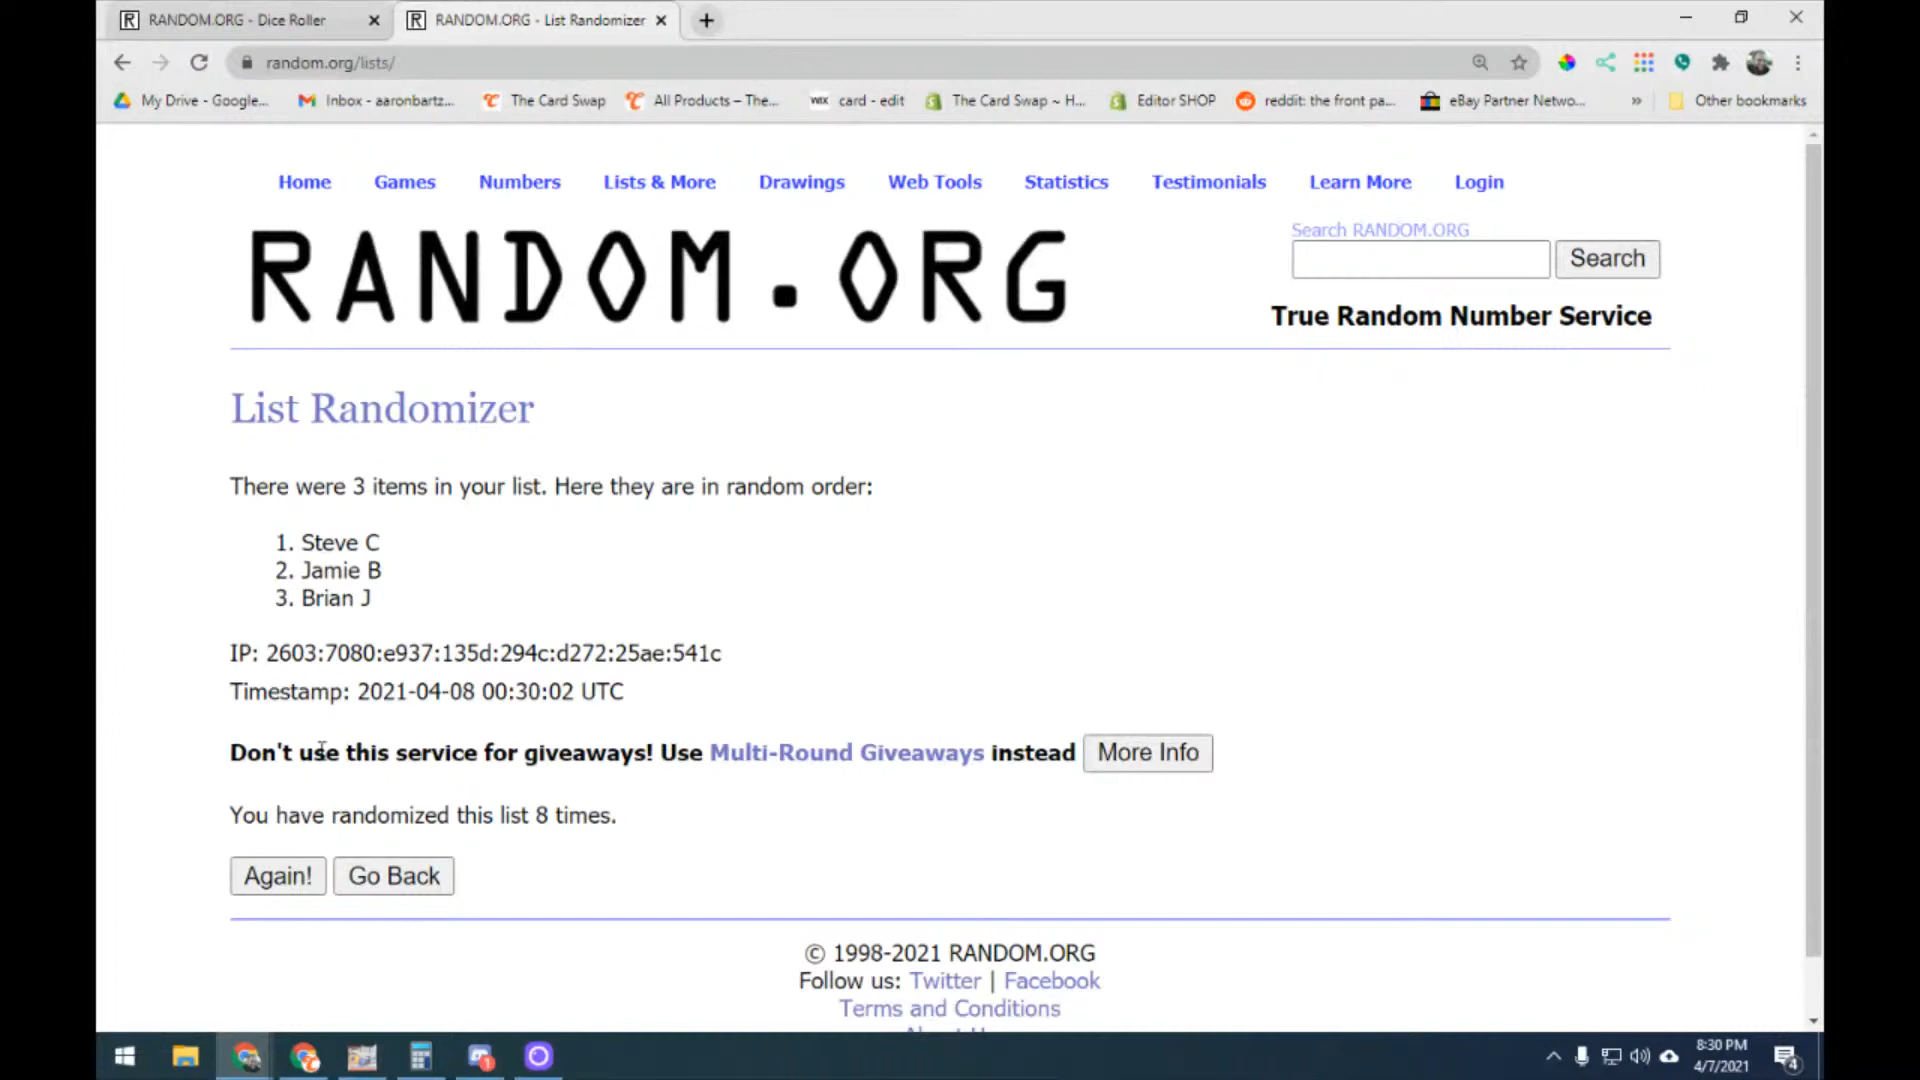 RANDOM.ORG - Dice Roller
RANDOM.ORG - List Randomizer
random.org/lists/
My Drive - Google...
Inbox - aaronbartz...
The Card Swap
All Products – The...
WIX card - edit
The Card Swap ~ H...
Editor SHOP
reddit: the front pa...
eBay Partner Netwo...
»
Other bookmarks
Home Games Numbers Lists & More Drawings Web Tools Statistics Testimonials Learn More Login
RANDOM.ORG
Search RANDOM.ORG
Search
True Random Number Service
List Randomizer
There were 3 items in your list. Here they are in random order:
1. Steve C
2. Jamie B
3. Brian J
IP: 2603:7080:e937:135d:294c:d272:25ae:541c
Timestamp: 2021-04-08 00:30:02 UTC
Don't use this service for giveaways! Use Multi-Round Giveaways instead More Info
You have randomized this list 8 times.
Again! Go Back
© 1998-2021 RANDOM.ORG
Follow us: Twitter | Facebook
Terms and Conditions
8:30 PM
4/7/2021
4